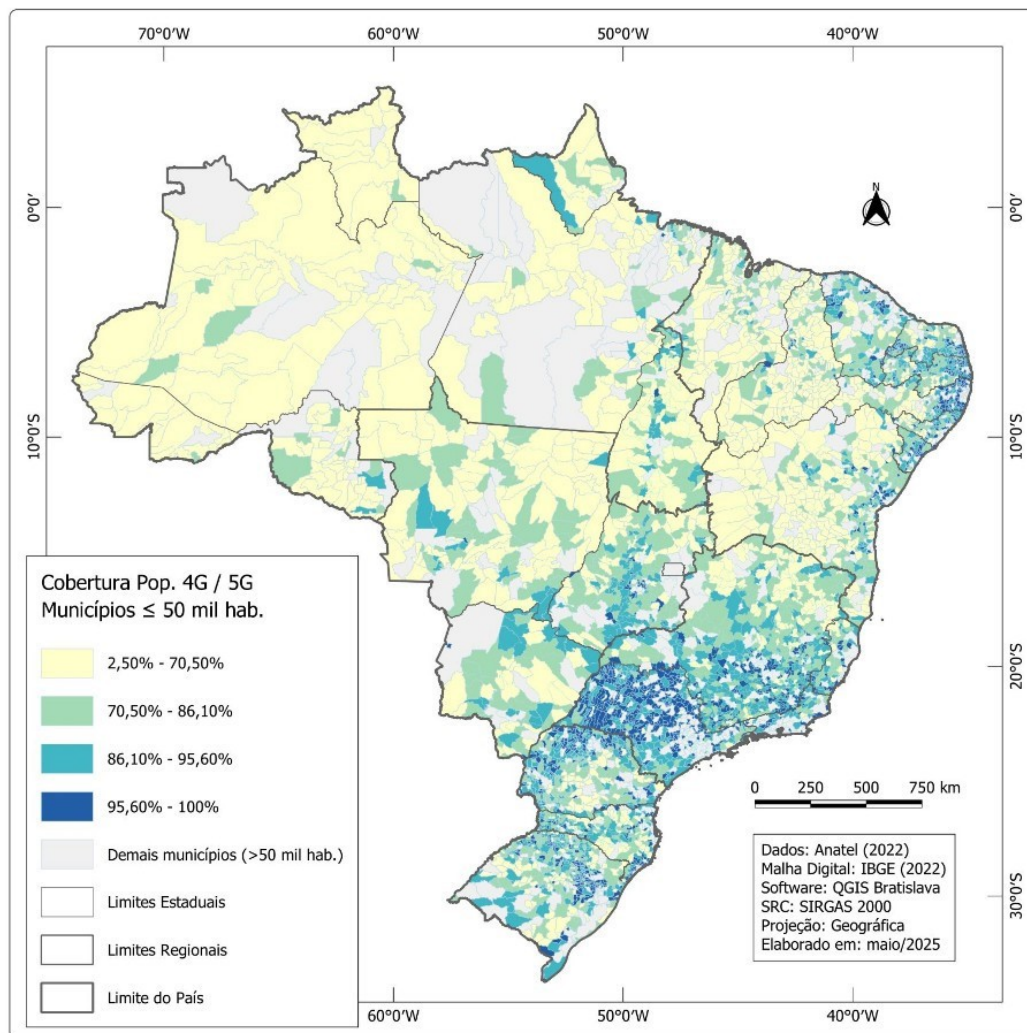 70°0'W 60°0'W 50°0'W 40°0'W
N
0°0' 0°0'
10°0'S 10°0'S
20°0'S
30°0'S
Cobertura Pop. 4G / 5G
Municípios ≤ 50 mil hab.
2,50% - 70,50%
70,50% - 86,10%
86,10% - 95,60%
95,60% - 100%
Demais municípios (>50 mil hab.)
Limites Estaduais
Limites Regionais
Limite do País
0 250 500 750 km
Dados: Anatel (2022)
Malha Digital: IBGE (2022)
Software: QGIS Bratislava
SRC: SIRGAS 2000
Projeção: Geográfica
Elaborado em: maio/2025
60°0'W 50°0'W 40°0'W